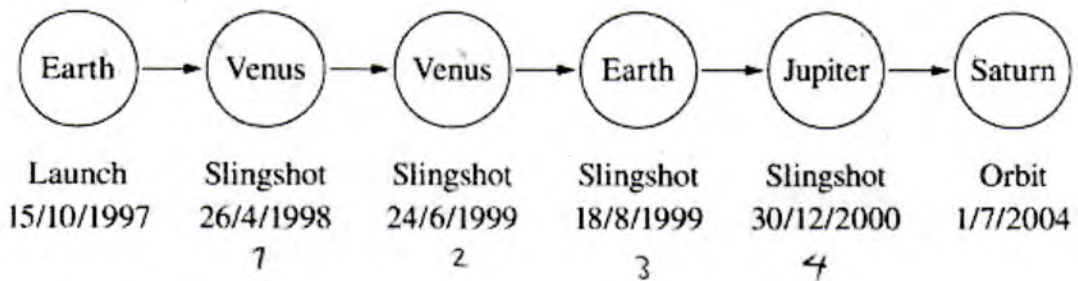 Earth Venus Venus Earth Jupiter Saturn
Launch Slingshot Slingshot Slingshot Slingshot Orbit
15/10/1997 26/4/1998 24/6/1999 18/8/1999 30/12/2000 1/7/2004
1 2 3 4